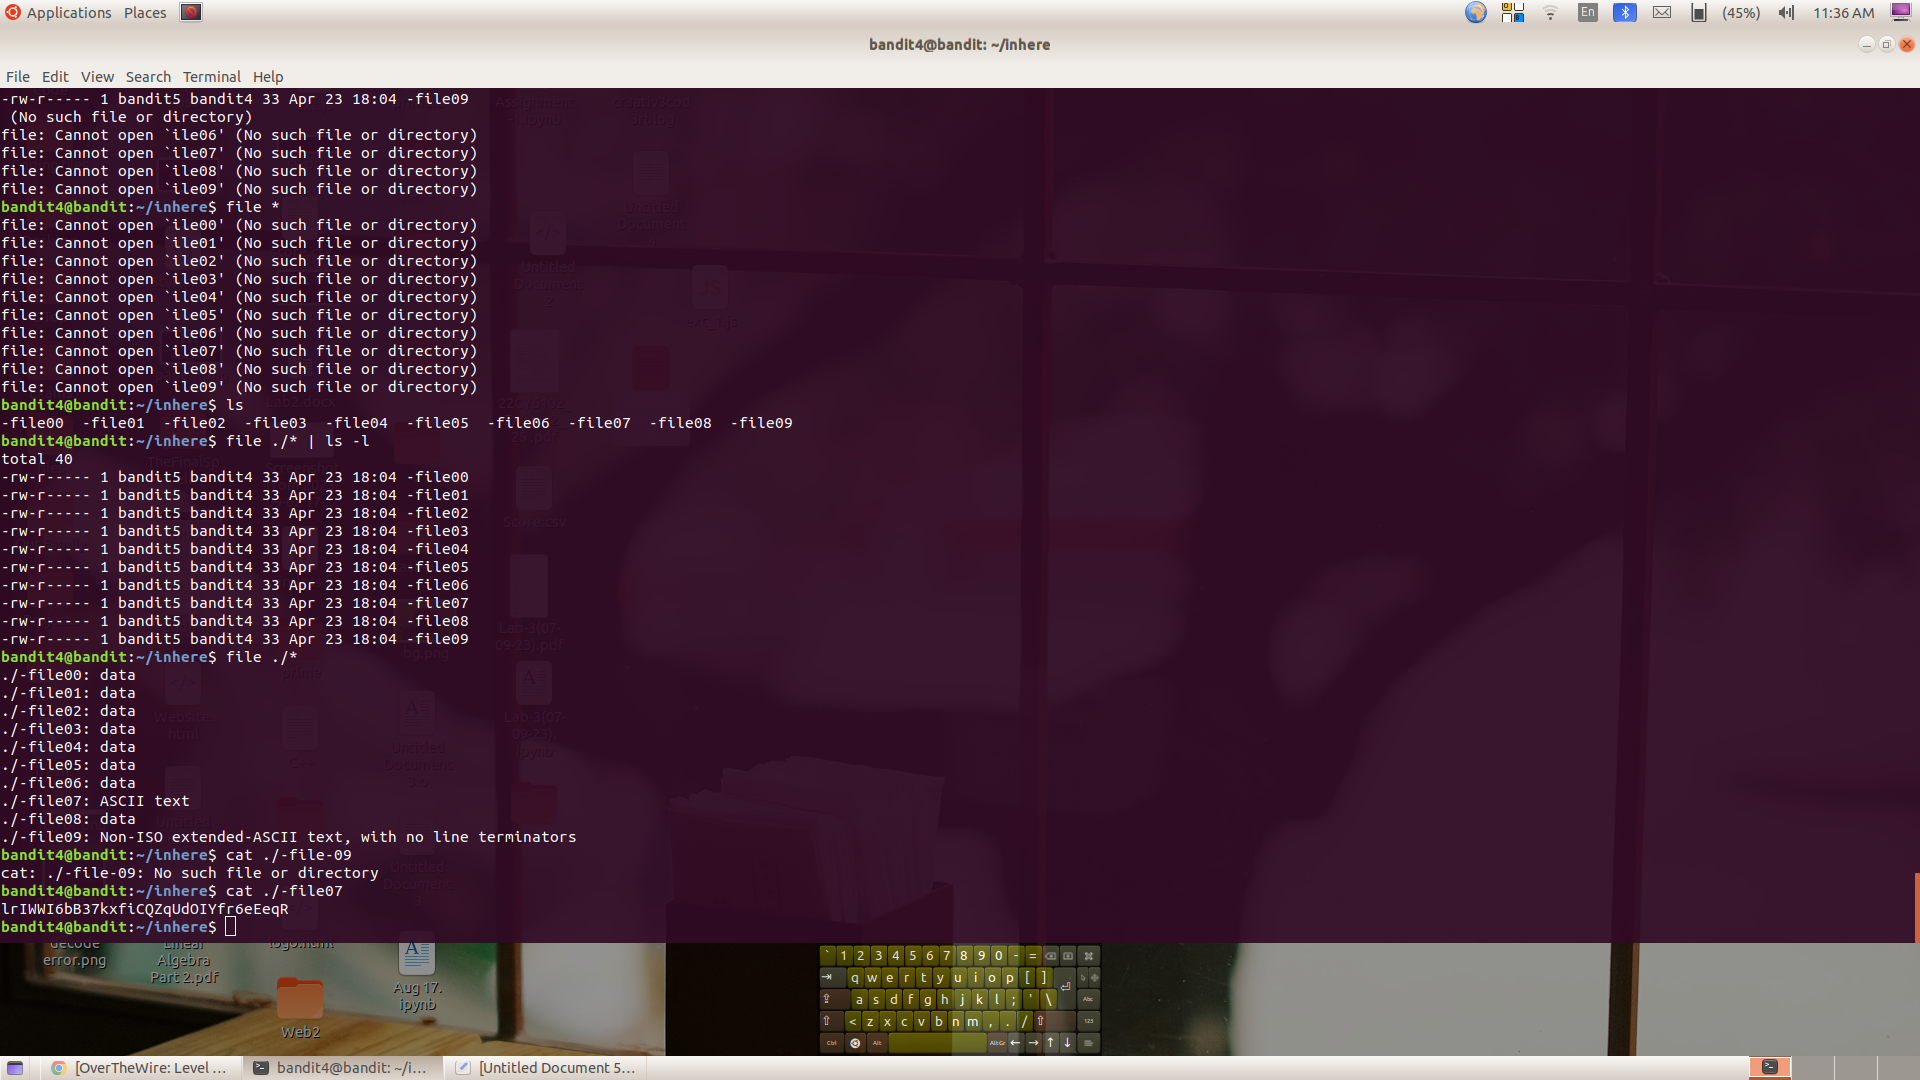 Applications Places
En (45%) 11:36 AM
bandit4@bandit: ~/inhere
File Edit View Search Terminal Help
-rw-r----- 1 bandit5 bandit4 33 Apr 23 18:04 -file09
 (No such file or directory)
file: Cannot open `ile06' (No such file or directory)
file: Cannot open `ile07' (No such file or directory)
file: Cannot open `ile08' (No such file or directory)
file: Cannot open `ile09' (No such file or directory)
bandit4@bandit:~/inhere$ file *
file: Cannot open `ile00' (No such file or directory)
file: Cannot open `ile01' (No such file or directory)
file: Cannot open `ile02' (No such file or directory)
file: Cannot open `ile03' (No such file or directory)
file: Cannot open `ile04' (No such file or directory)
file: Cannot open `ile05' (No such file or directory)
file: Cannot open `ile06' (No such file or directory)
file: Cannot open `ile07' (No such file or directory)
file: Cannot open `ile08' (No such file or directory)
file: Cannot open `ile09' (No such file or directory)
bandit4@bandit:~/inhere$ ls
-file00  -file01  -file02  -file03  -file04  -file05  -file06  -file07  -file08  -file09
bandit4@bandit:~/inhere$ file ./* | ls -l
total 40
-rw-r----- 1 bandit5 bandit4 33 Apr 23 18:04 -file00
-rw-r----- 1 bandit5 bandit4 33 Apr 23 18:04 -file01
-rw-r----- 1 bandit5 bandit4 33 Apr 23 18:04 -file02
-rw-r----- 1 bandit5 bandit4 33 Apr 23 18:04 -file03
-rw-r----- 1 bandit5 bandit4 33 Apr 23 18:04 -file04
-rw-r----- 1 bandit5 bandit4 33 Apr 23 18:04 -file05
-rw-r----- 1 bandit5 bandit4 33 Apr 23 18:04 -file06
-rw-r----- 1 bandit5 bandit4 33 Apr 23 18:04 -file07
-rw-r----- 1 bandit5 bandit4 33 Apr 23 18:04 -file08
-rw-r----- 1 bandit5 bandit4 33 Apr 23 18:04 -file09
bandit4@bandit:~/inhere$ file ./*
./-file00: data
./-file01: data
./-file02: data
./-file03: data
./-file04: data
./-file05: data
./-file06: data
./-file07: ASCII text
./-file08: data
./-file09: Non-ISO extended-ASCII text, with no line terminators
bandit4@bandit:~/inhere$ cat ./-file-09
cat: ./-file-09: No such file or directory
bandit4@bandit:~/inhere$ cat ./-file07
lrIWWI6bB37kxfiCQZqUdOIYfr6eEeqR
bandit4@bandit:~/inhere$
decode
error.png
Linear
Algebra
Part 2.pdf
logo.html
Web2
Aug 17.
ipynb
` 1 2 3 4 5 6 7 8 9 0 - =
q w e r t y u i o p [ ]
a s d f g h j k l ; ' \ Abc
< z x c v b n m , . / 123
Ctrl Alt AltGr
[OverTheWire: Level ...
bandit4@bandit: ~/i...
[Untitled Document 5...